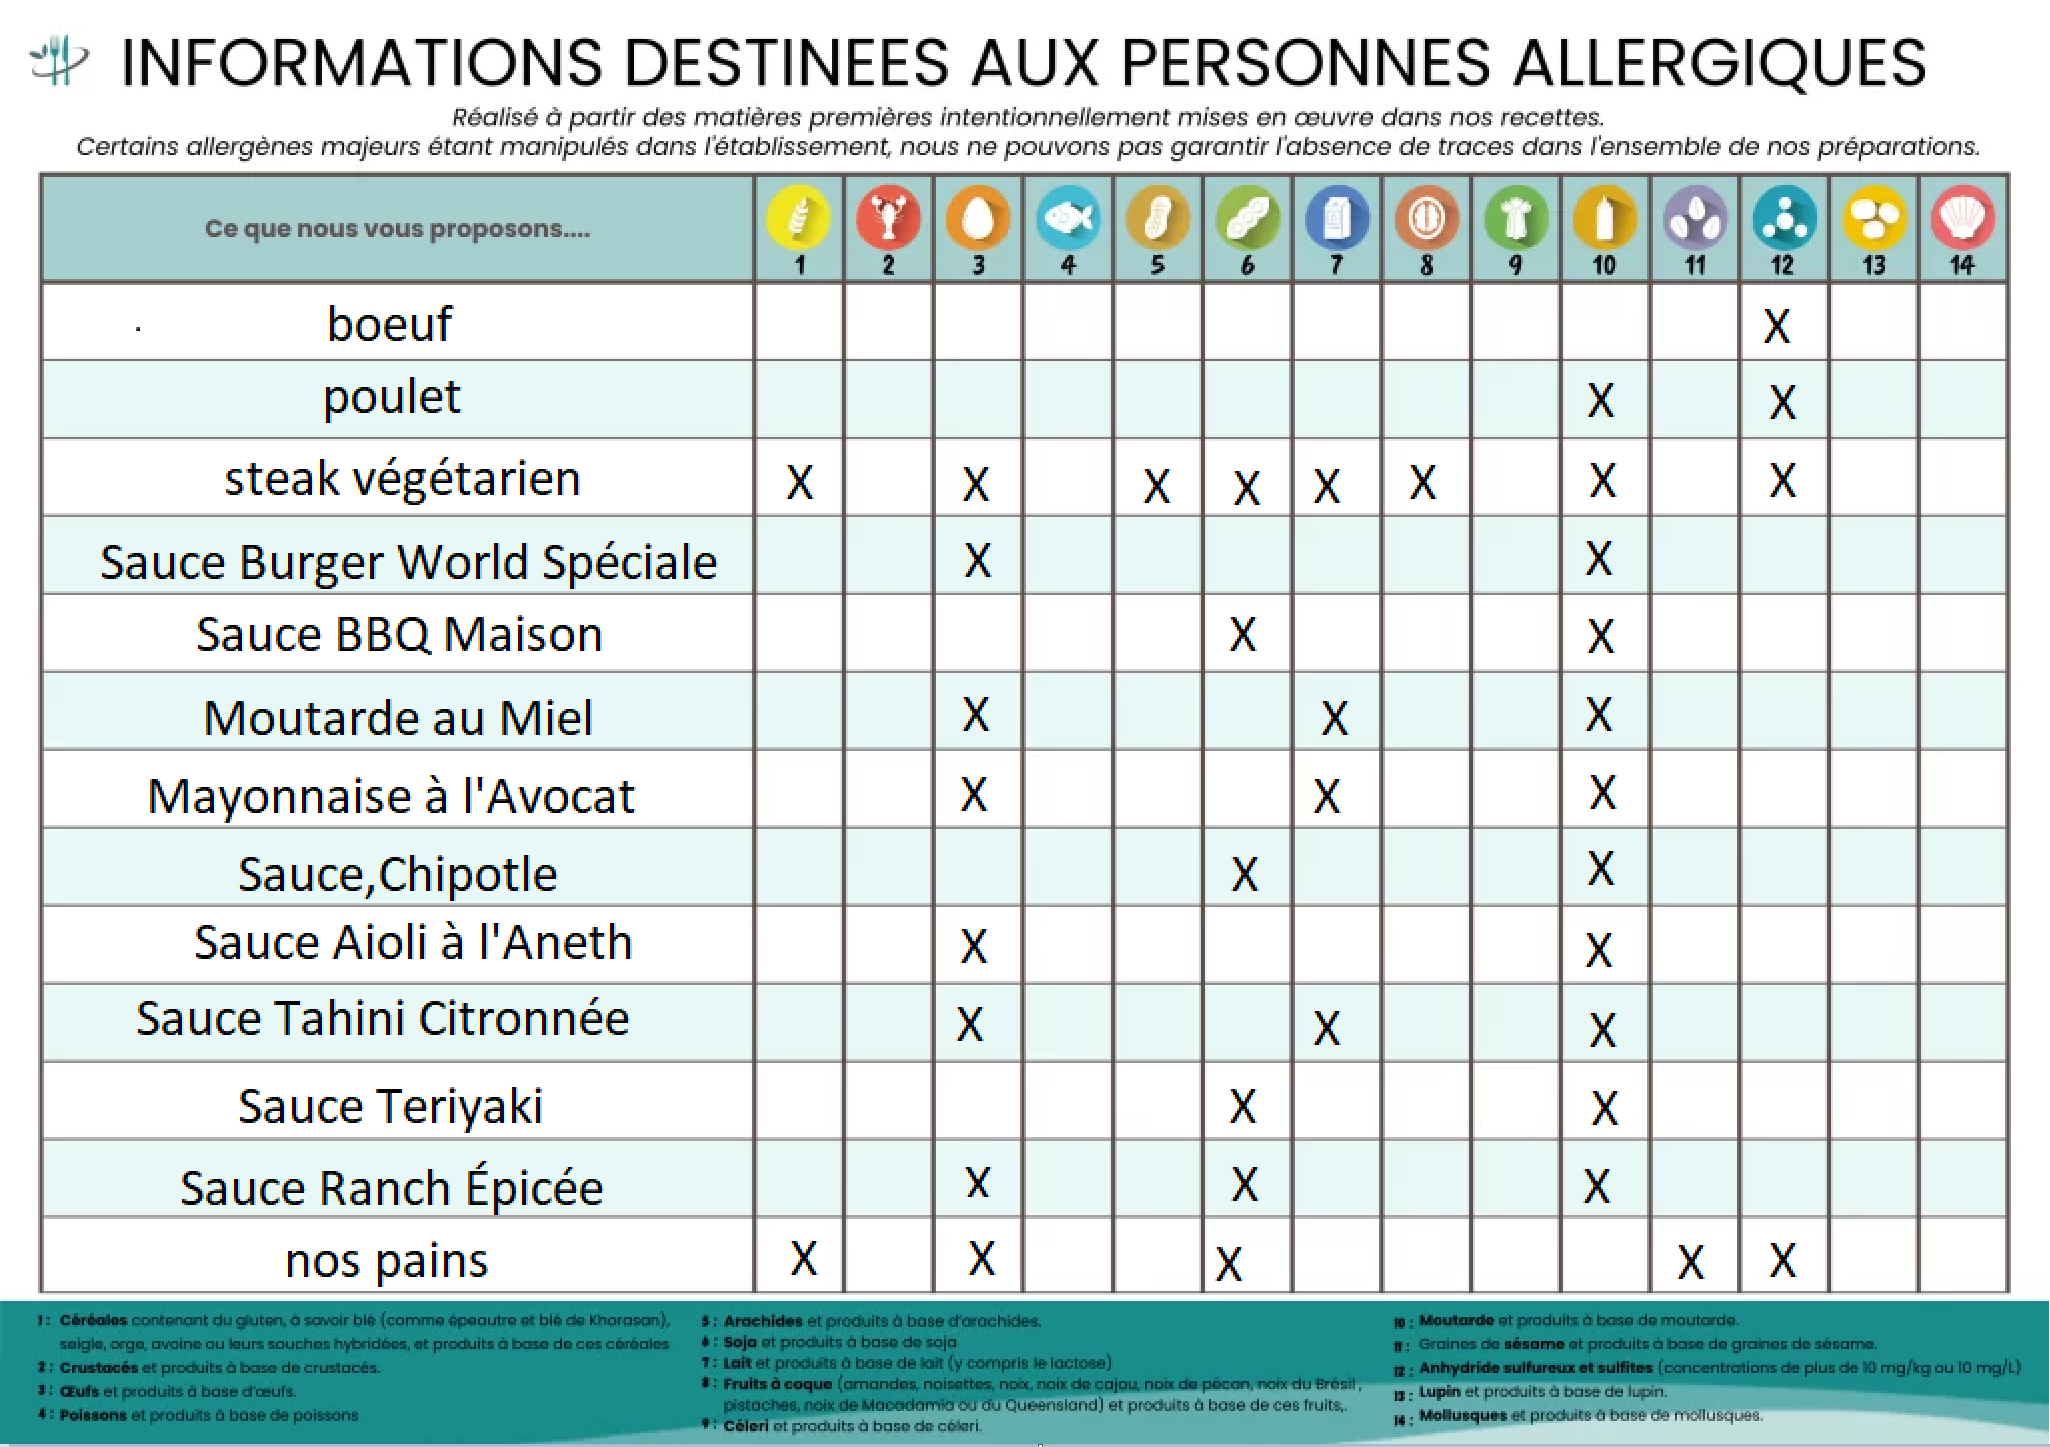 INFORMATIONS DESTINEES AUX PERSONNES ALLERGIQUES
Réalisé à partir des matières premières intentionnellement mises en œuvre dans nos recettes.
Certains allergènes majeurs étant manipulés dans l'établissement, nous ne pouvons pas garantir l'absence de traces dans l'ensemble de nos préparations.
Ce que nous vous proposons.... 1 2 3 4 5 6 7 8 9 10 11 12 13 14
boeuf X
poulet X X
steak végétarien X X X X X X X X
Sauce Burger World Spéciale X X
Sauce BBQ Maison X X
Moutarde au Miel X X X
Mayonnaise à l'Avocat X X X
Sauce,Chipotle X X
Sauce Aioli à l'Aneth X X
Sauce Tahini Citronnée X X X
Sauce Teriyaki X X
Sauce Ranch Épicée X X X
nos pains X X X X X
1 : Céréales contenant du gluten, à savoir blé (comme épeautre et blé de Khorasan),
seigle, orge, avoine ou leurs souches hybridées, et produits à base de ces céréales
2 : Crustacés et produits à base de crustacés.
3 : Œufs et produits à base d'œufs.
4 : Poissons et produits à base de poissons
5 : Arachides et produits à base d'arachides.
6 : Soja et produits à base de soja
7 : Lait et produits à base de lait (y compris le lactose)
8 : Fruits à coque (amandes, noisettes, noix, noix de cajou, noix de pécan, noix du Brésil,
pistaches, noix de Macadamia ou du Queensland) et produits à base de ces fruits,.
9 : Céleri et produits à base de céleri.
10 : Moutarde et produits à base de moutarde.
11 : Graines de sésame et produits à base de graines de sésame.
12 : Anhydride sulfureux et sulfites (concentrations de plus de 10 mg/kg ou 10 mg/L)
13 : Lupin et produits à base de lupin.
14 : Mollusques et produits à base de mollusques.